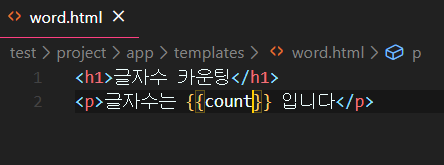 word.html
test > project > app > templates > word.html > p
1 <h1>글자수 카운팅</h1>
2 <p>글자수는 {{count}} 입니다</p>